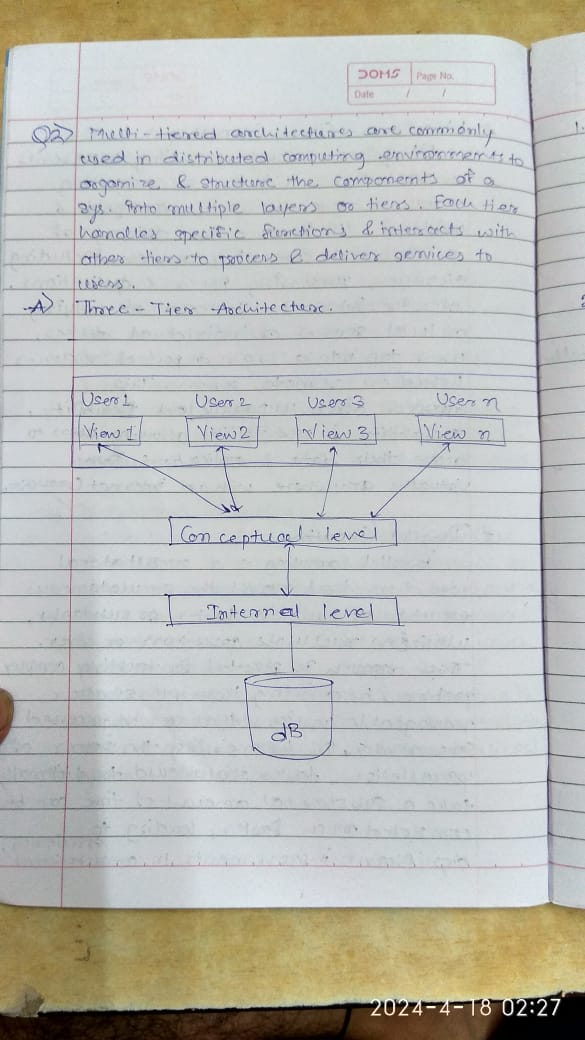 DOMS
Page No.
Date / /
Q2) Multi-tiered architectures are commonly
used in distributed computing environments to
organize & structure the components of a
sys. into multiple layers or tiers. Each tier
handles specific functions & interacts with
other tiers to process & deliver services to
users.
A) Three-Tier Architecture.
User 1 User 2 User 3 User n
View 1 View 2 View 3 View n
Conceptual level
Internal level
dB
2024-4-18 02:27